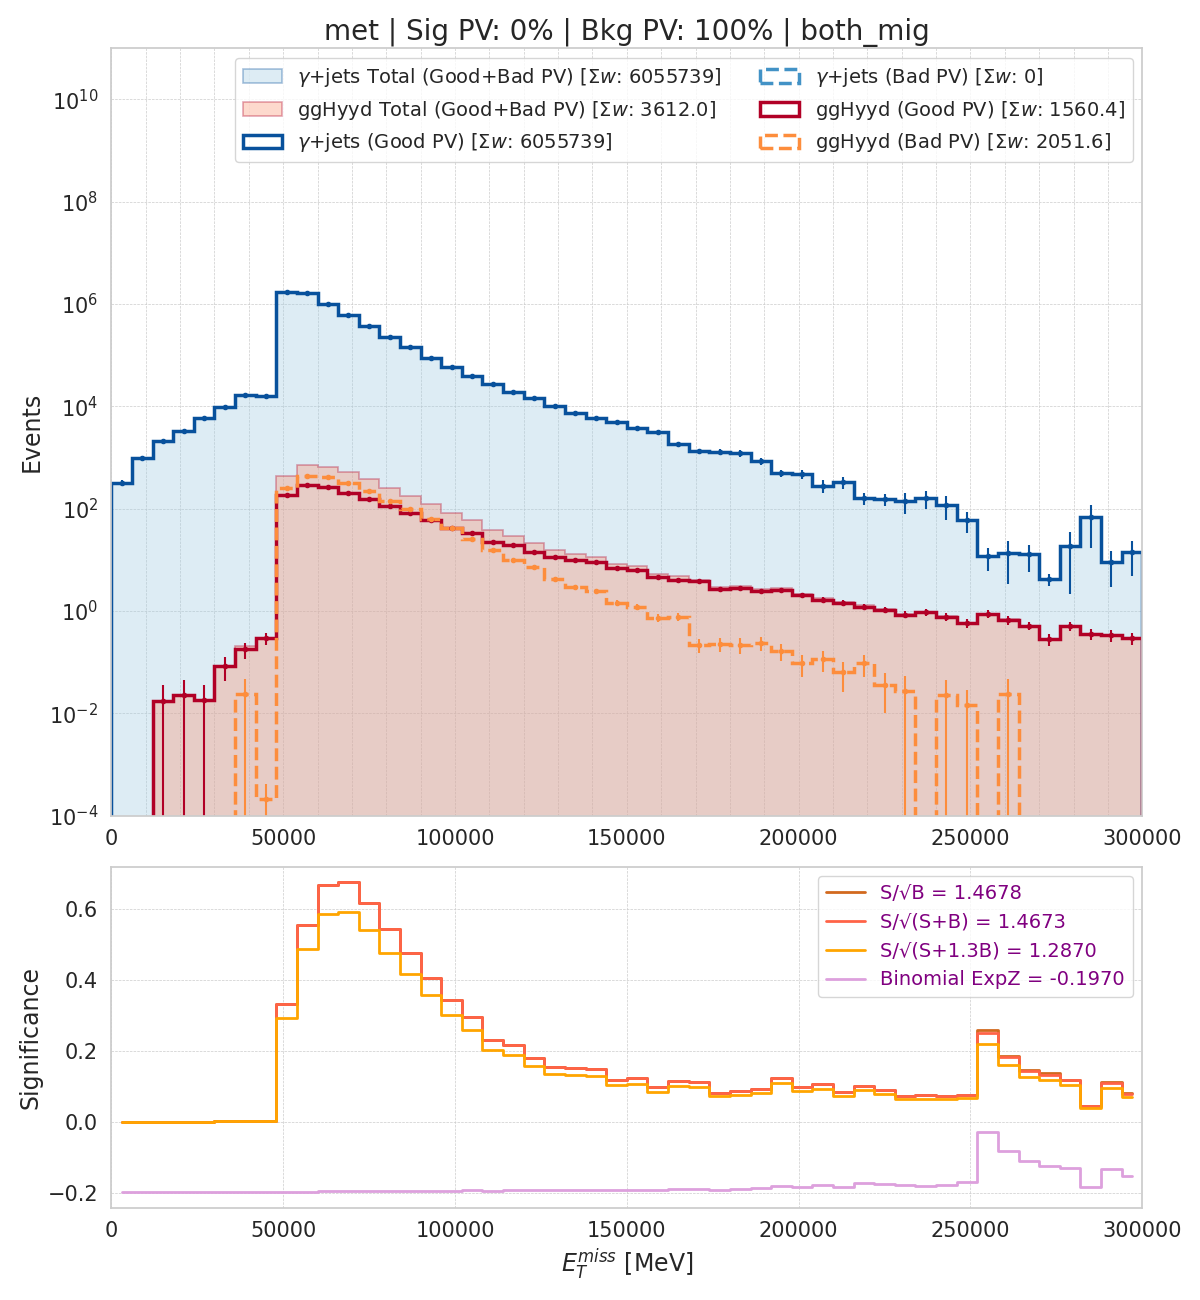 met | Sig PV: 0% | Bkg PV: 100% | both_mig
γ+jets Total (Good+Bad PV) [Σw: 6055739]
ggHyyd Total (Good+Bad PV) [Σw: 3612.0]
γ+jets (Good PV) [Σw: 6055739]
γ+jets (Bad PV) [Σw: 0]
ggHyyd (Good PV) [Σw: 1560.4]
ggHyyd (Bad PV) [Σw: 2051.6]
Events
10^10
10^8
10^6
10^4
10^2
10^0
10^−2
10^−4
0 50000 100000 150000 200000 250000 300000
Significance
0.6
0.4
0.2
0.0
−0.2
S/√B = 1.4678
S/√(S+B) = 1.4673
S/√(S+1.3B) = 1.2870
Binomial ExpZ = -0.1970
0 50000 100000 150000 200000 250000 300000
E_T^miss [MeV]